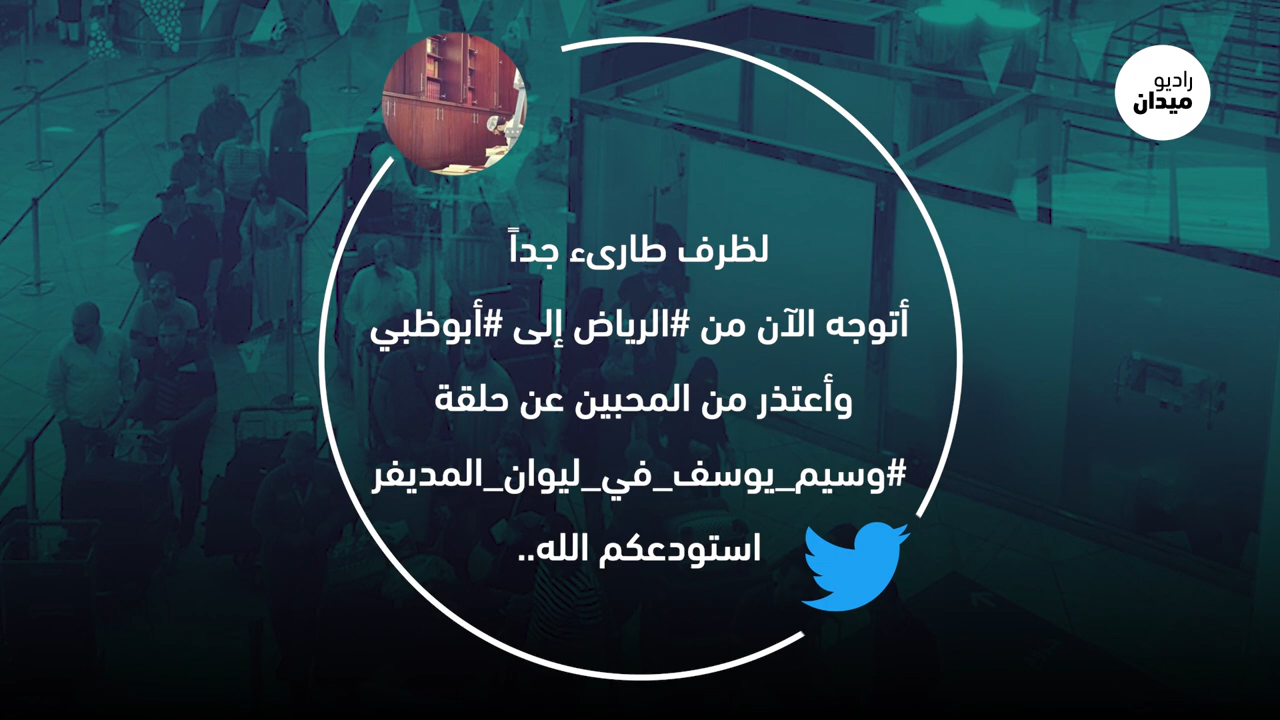 راديو
ميدان
لظرف طارىء جداً
أتوجه الآن من #الرياض إلى #أبوظبي
وأعتذر من المحبين عن حلقة
#وسيم_يوسف_في_ليوان_المديفر
استودعكم الله..